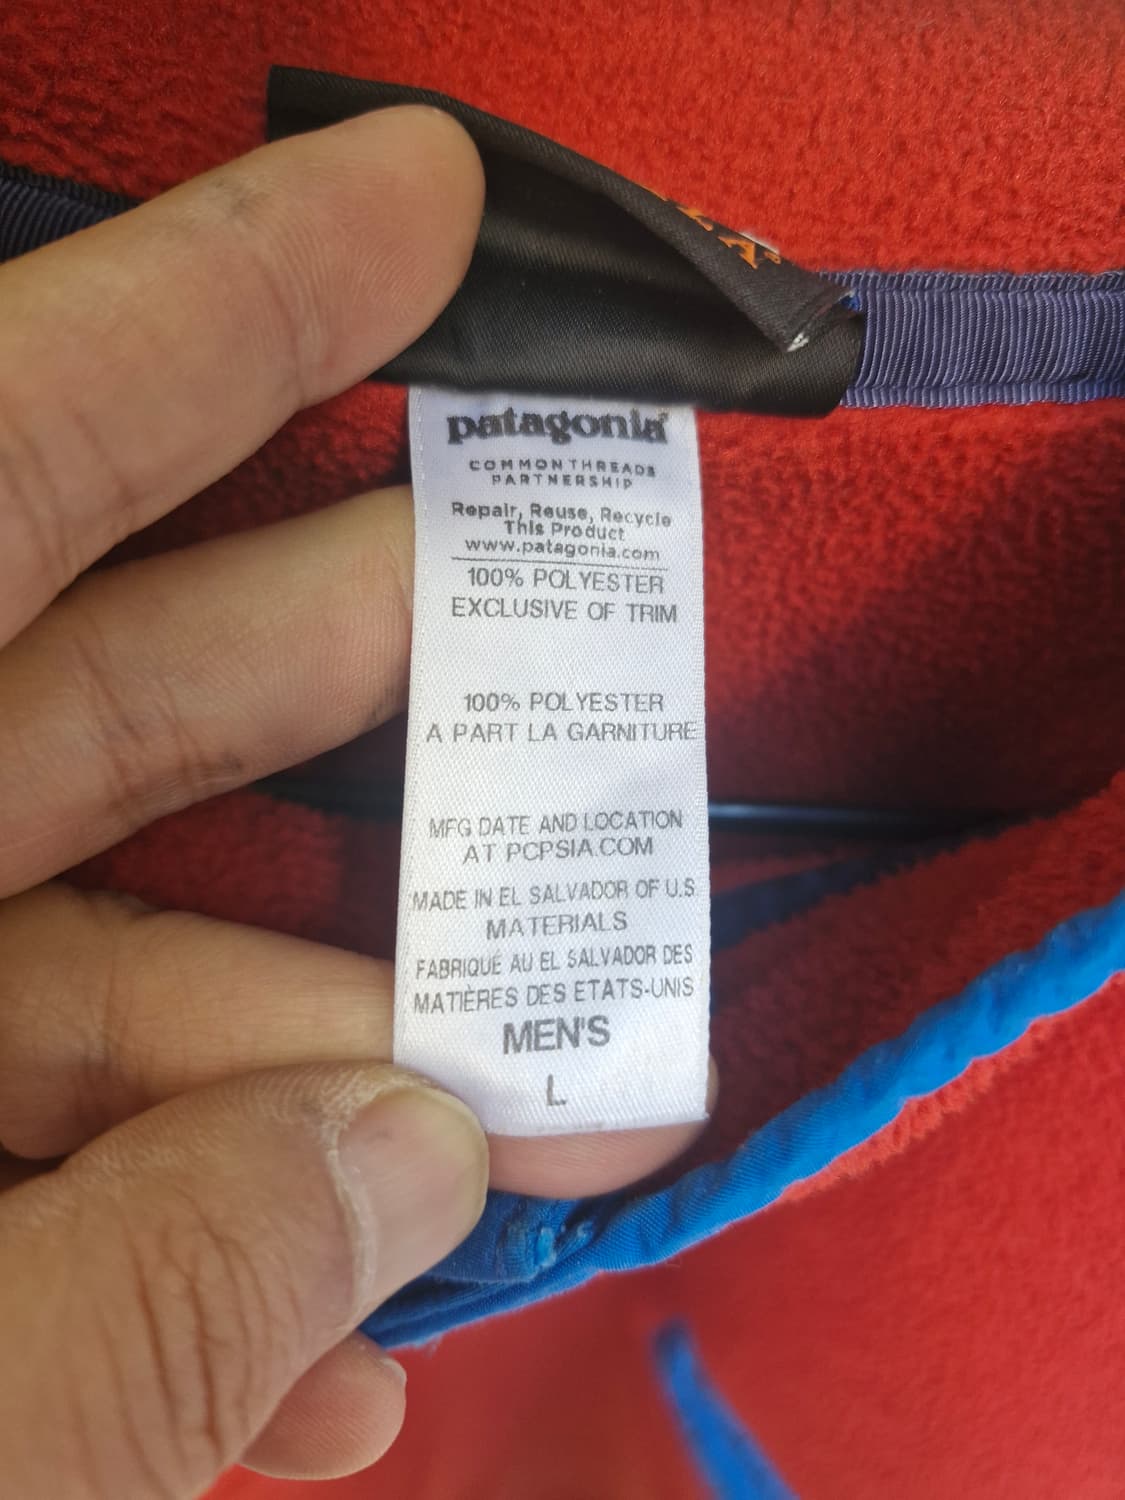 patagonia®
COMMON THREADS
PARTNERSHIP
Repair, Reuse, Recycle
This Product
www.patagonia.com
100% POLYESTER
EXCLUSIVE OF TRIM
100% POLYESTER
A PART LA GARNITURE
MFG DATE AND LOCATION
AT PCPSIA.COM
MADE IN EL SALVADOR OF U.S
MATERIALS
FABRIQUÉ AU EL SALVADOR DES
MATIÈRES DES ETATS-UNIS
MEN'S
L